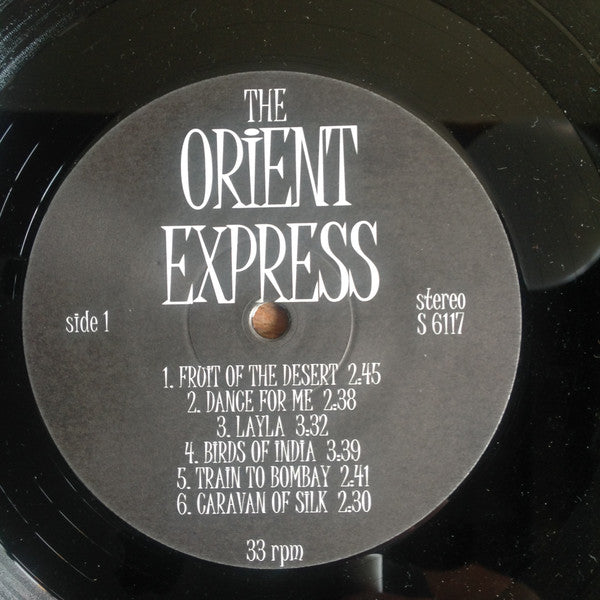 THE
ORiENT
EXPRESS
side 1
stereo
S 6117
1. FRUIT OF THE DESERT 2:45
2. DANCE FOR ME 2:38
3. LAYLA 3:32
4. BIRDS OF INDIA 3:39
5. TRAIN TO BOMBAY 2:41
6. CARAVAN OF SILK 2:30
33 rpm